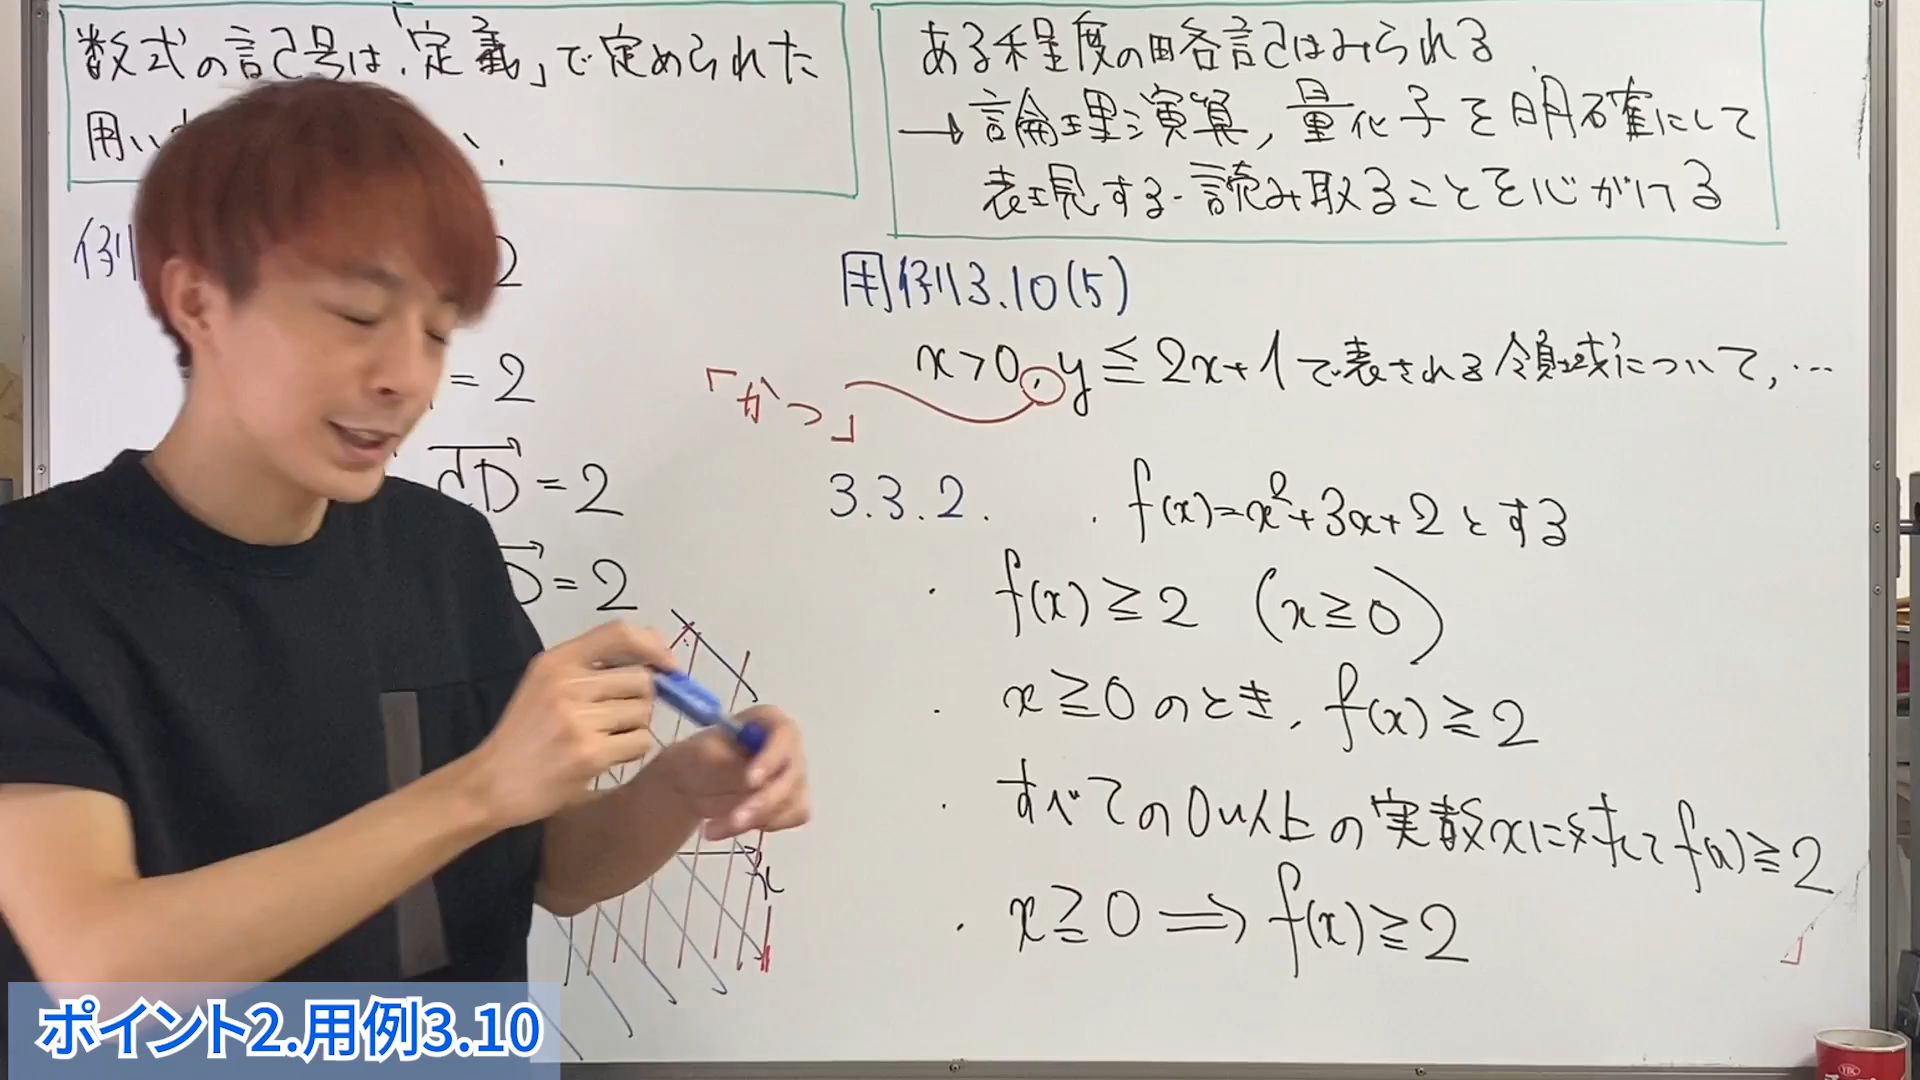 数式の記号は、「定義」で定められた
用い
例
2
= 2
CD = 2
D = 2
x
ある程度の略記はみられる
→ 論理演算, 量化子を明確にして
表現する・読み取ることを心がける
用例3.10(5)
x>0, y≦2x+1で表される領域について, …
「かつ」
3.3.2.
・f(x)=x²+3x+2とする
・f(x)≧2 (x≧0)
・x≧0のとき, f(x)≧2
・すべての0以上の実数xに対してf(x)≧2
・x≧0 ⟹ f(x)≧2
」
ポイント2.用例3.10